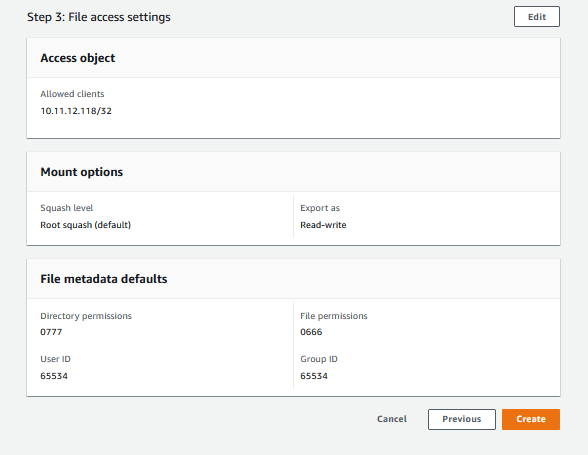 Step 3: File access settings
Edit
Access object
Allowed clients
10.11.12.118/32
Mount options
Squash level
Root squash (default)
Export as
Read-write
File metadata defaults
Directory permissions
0777
File permissions
0666
User ID
65534
Group ID
65534
Cancel
Previous
Create